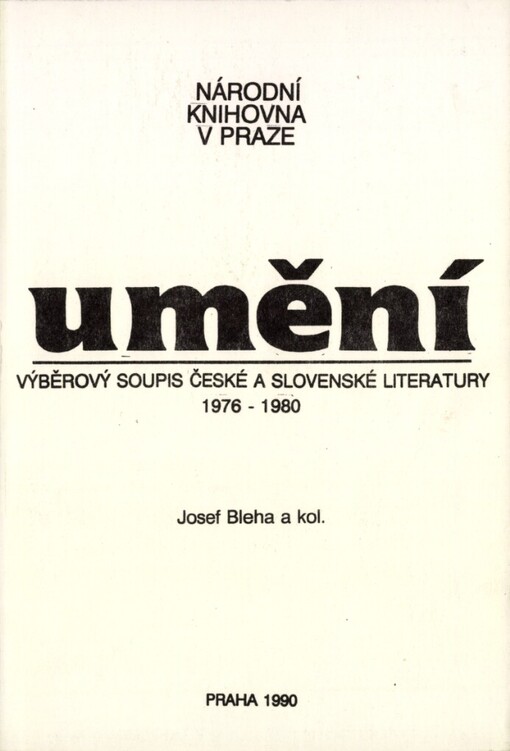 NÁRODNÍ
KNIHOVNA
V PRAZE
umění
VÝBĚROVÝ SOUPIS ČESKÉ A SLOVENSKÉ LITERATURY
1976 - 1980
Josef Bleha a kol.
PRAHA 1990